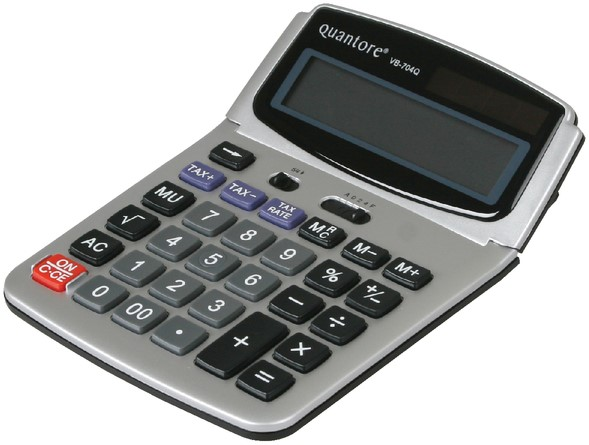 quantore®
VB-704Q
TAX+
TAX–
TAX
RATE
MU
7
8
9
M R/C
M–
M+
√
4
5
6
%
+/–
AC
1
2
3
–
÷
ON
C·CE
0
00
·
+
×
=